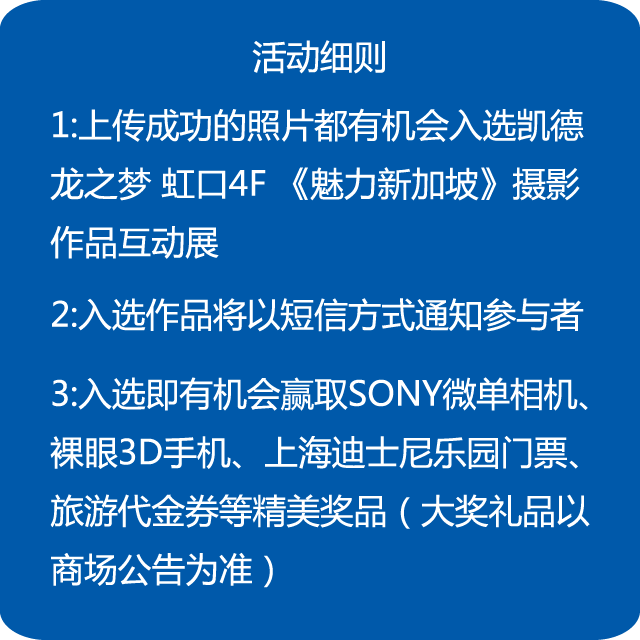 活动细则
1:上传成功的照片都有机会入选凯德
龙之梦 虹口4F 《魅力新加坡》摄影
作品互动展
2:入选作品将以短信方式通知参与者
3:入选即有机会赢取SONY微单相机、
裸眼3D手机、上海迪士尼乐园门票、
旅游代金券等精美奖品（大奖礼品以
商场公告为准）